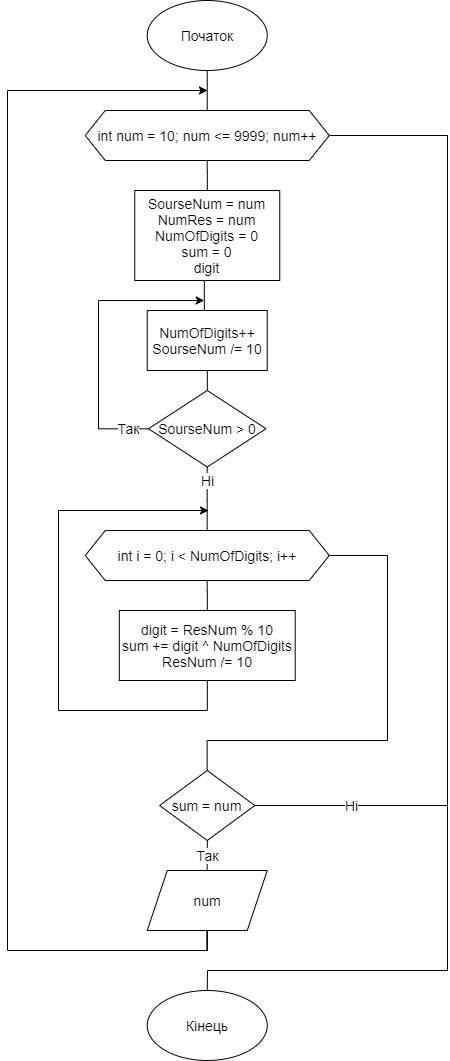 Початок
int num = 10; num <= 9999; num++
SourseNum = num
NumRes = num
NumOfDigits = 0
sum = 0
digit
NumOfDigits++
SourseNum /= 10
Так
SourseNum > 0
Ні
int i = 0; i < NumOfDigits; i++
digit = ResNum % 10
sum += digit ^ NumOfDigits
ResNum /= 10
sum = num
Ні
Так
num
Кінець